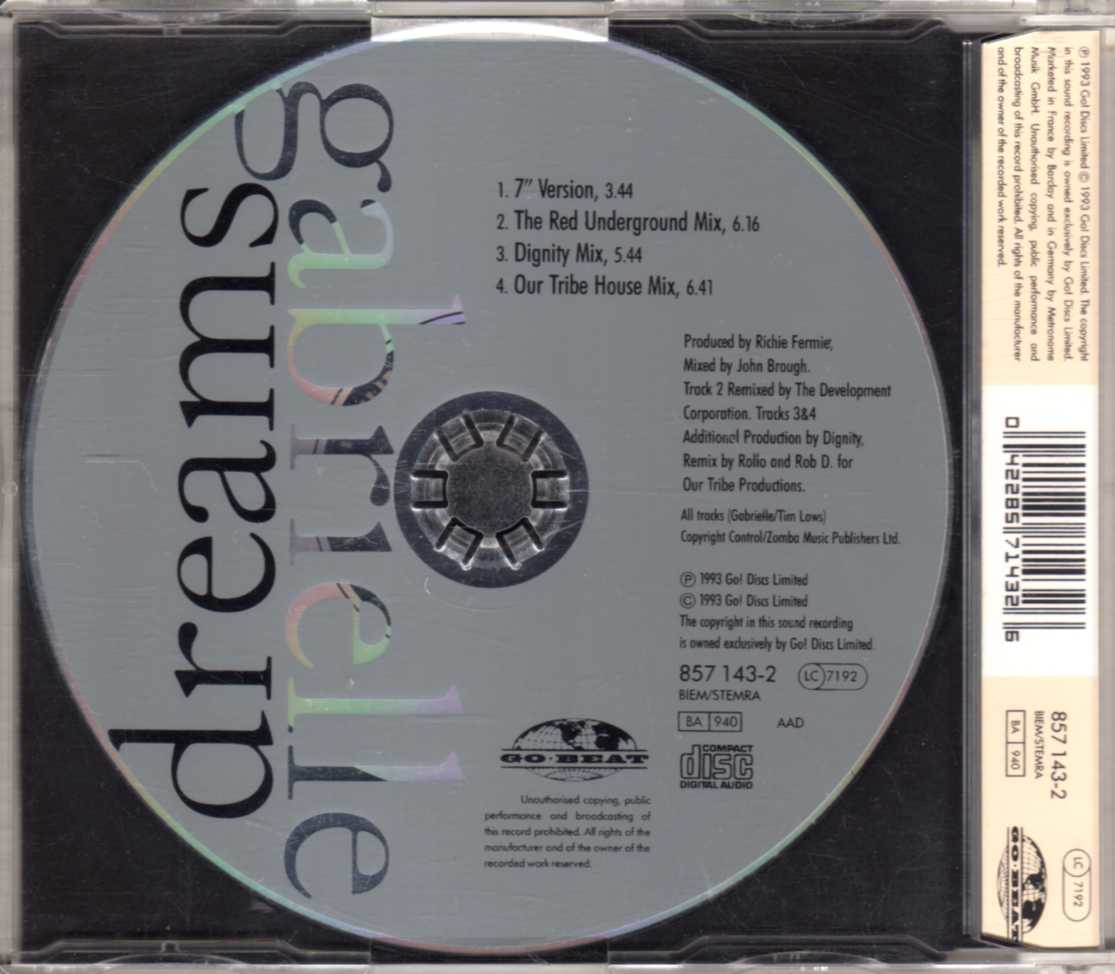 gabrielle
dreams
1. 7" Version, 3.44
2. The Red Underground Mix, 6.16
3. Dignity Mix, 5.44
4. Our Tribe House Mix, 6.41
Produced by Richie Fermie,
Mixed by John Brough.
Track 2 Remixed by The Development
Corporation. Tracks 3&4
Additional Production by Dignity,
Remix by Rollo and Rob D. for
Our Tribe Productions.
All tracks (Gabrielle/Tim Laws)
Copyright Control/Zomba Music Publishers Ltd.
℗ 1993 Go! Discs Limited
© 1993 Go! Discs Limited
The copyright in this sound recording
is owned exclusively by Go! Discs Limited.
857 143-2 LC 7192
BIEM/STEMRA
BA 940 AAD
GO·BEAT
COMPACT
disc
DIGITAL AUDIO
Unauthorised copying, public
performance and broadcasting of
this record prohibited. All rights of the
manufacturer and of the owner of the
recorded work reserved.
℗ 1993 Go! Discs Limited © 1993 Go! Discs Limited. The copyright
in this sound recording is owned exclusively by Go! Discs Limited.
Marketed in France by Barclay and in Germany by Metronome
Musik GmbH. Unauthorised copying, public performance and
broadcasting of this record prohibited. All rights of the manufacturer
and of the owner of the recorded work reserved.
0 42285 71432 6
857 143-2
BIEM/STEMRA
BA 940
LC 7192
GO·BEAT